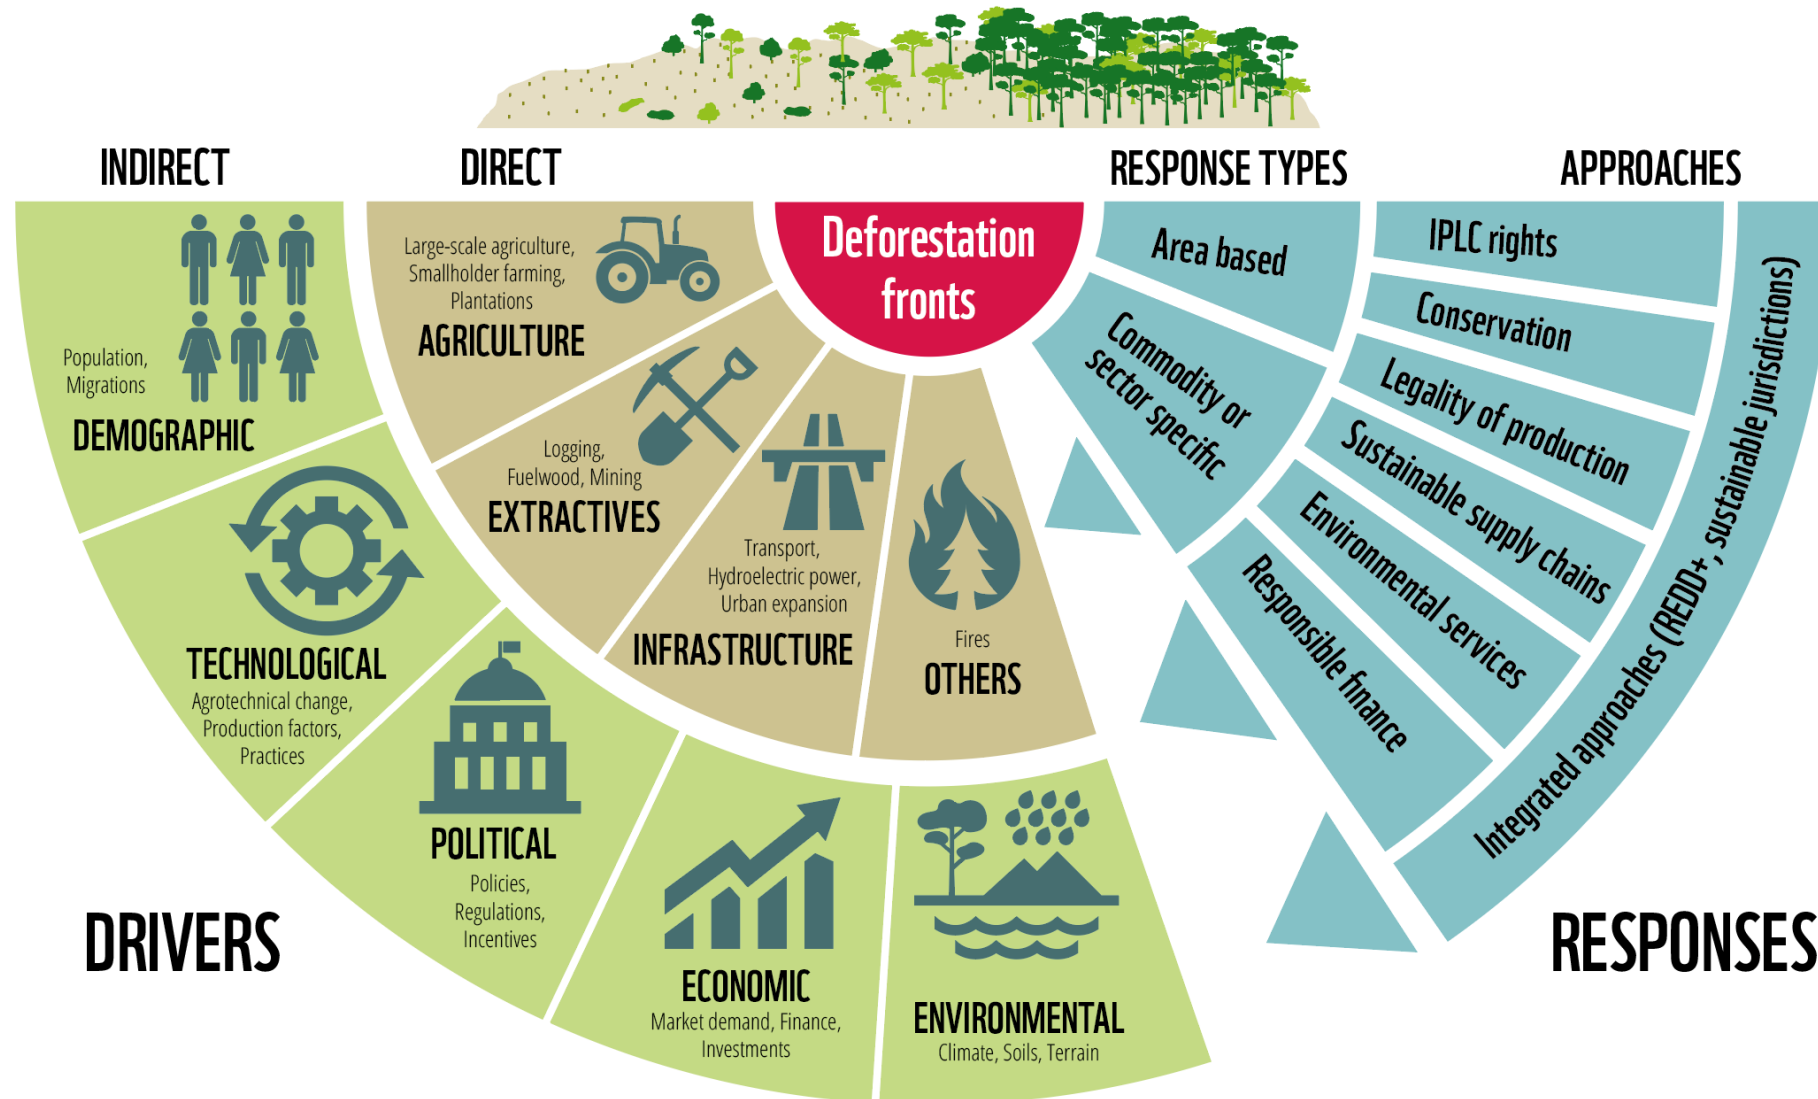 INDIRECT
DIRECT
RESPONSE TYPES
APPROACHES
Population,
Migrations
DEMOGRAPHIC
TECHNOLOGICAL
Agrotechnical change,
Production factors,
Practices
POLITICAL
Policies,
Regulations,
Incentives
ECONOMIC
Market demand, Finance,
Investments
ENVIRONMENTAL
Climate, Soils, Terrain
Large-scale agriculture,
Smallholder farming,
Plantations
AGRICULTURE
Logging,
Fuelwood, Mining
EXTRACTIVES
Transport,
Hydroelectric power,
Urban expansion
INFRASTRUCTURE
Fires
OTHERS
Deforestation
fronts
Area based
Commodity or
sector specific
IPLC rights
Conservation
Legality of production
Sustainable supply chains
Environmental services
Responsible finance
Integrated approaches (REDD+, sustainable jurisdictions)
DRIVERS
RESPONSES